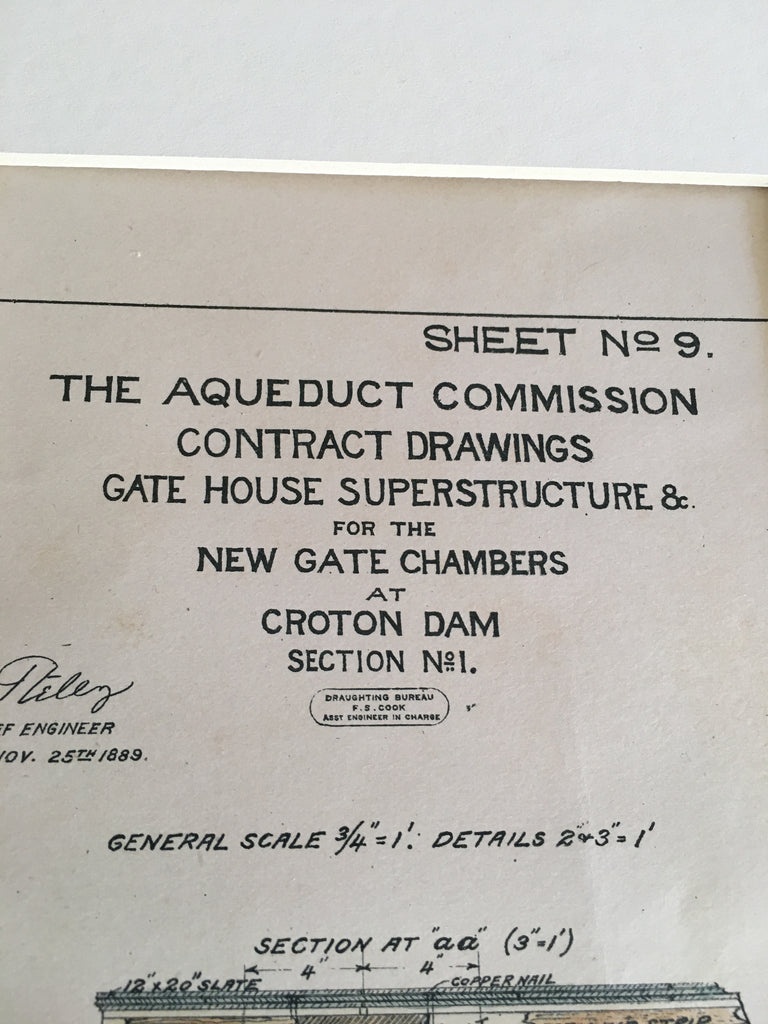 SHEET Nº 9.
THE AQUEDUCT COMMISSION
CONTRACT DRAWINGS
GATE HOUSE SUPERSTRUCTURE &c.
FOR THE
NEW GATE CHAMBERS
AT
CROTON DAM
SECTION Nº1.
DRAUGHTING BUREAU
F.S. COOK
ASST ENGINEER IN CHARGE
F ENGINEER
NOV. 25TH 1889.
GENERAL SCALE 3/4"=1'. DETAILS 2"&3"=1'
SECTION AT "aa" (3"=1')
4" 4"
12"x20" SLATE COPPER NAIL
STRIP